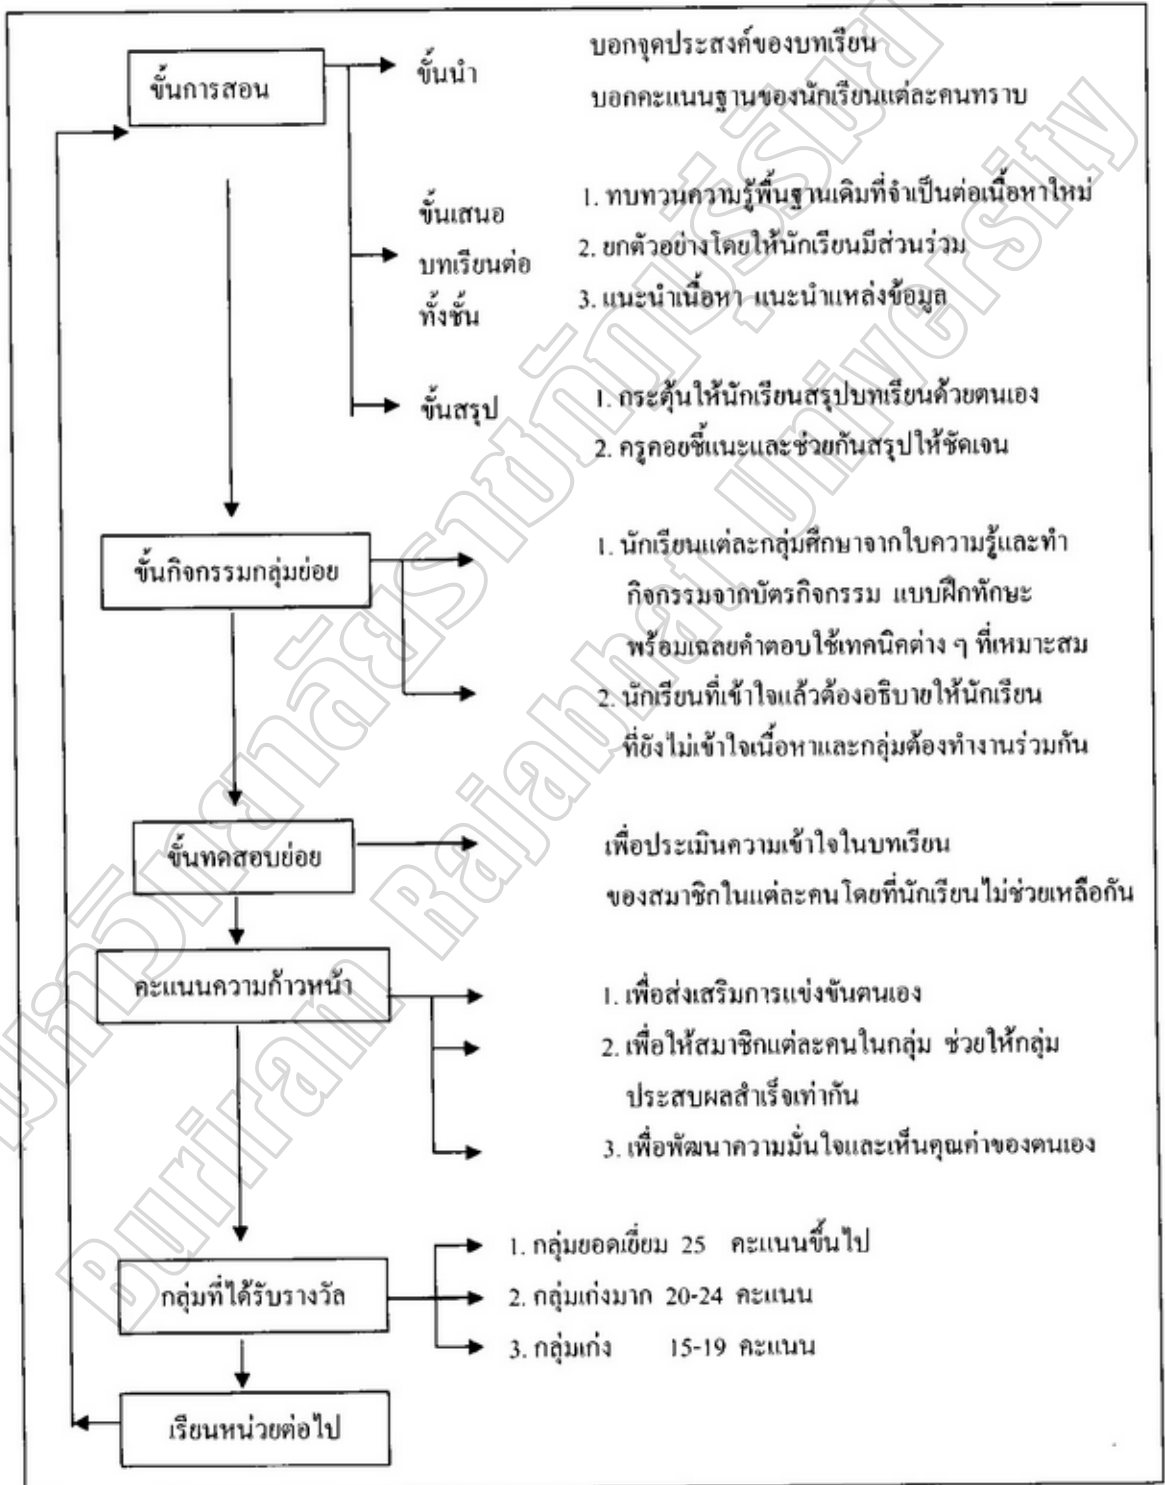 ขั้นการสอน
ขั้นนำ
บอกจุดประสงค์ของบทเรียน
บอกคะแนนฐานของนักเรียนแต่ละคนทราบ
ขั้นเสนอ
บทเรียนต่อ
ทั้งชั้น
1. ทบทวนความรู้พื้นฐานเดิมที่จำเป็นต่อเนื้อหาใหม่
2. ยกตัวอย่างโดยให้นักเรียนมีส่วนร่วม
3. แนะนำเนื้อหา แนะนำแหล่งข้อมูล
ขั้นสรุป
1. กระตุ้นให้นักเรียนสรุปบทเรียนด้วยตนเอง
2. ครูคอยชี้แนะและช่วยกันสรุปให้ชัดเจน
ขั้นกิจกรรมกลุ่มย่อย
1. นักเรียนแต่ละกลุ่มศึกษาจากใบความรู้และทำ
กิจกรรมจากบัตรกิจกรรม แบบฝึกทักษะ
พร้อมเฉลยคำตอบใช้เทคนิคต่าง ๆ ที่เหมาะสม
2. นักเรียนที่เข้าใจแล้วต้องอธิบายให้นักเรียน
ที่ยังไม่เข้าใจเนื้อหาและกลุ่มต้องทำงานร่วมกัน
ขั้นทดสอบย่อย
เพื่อประเมินความเข้าใจในบทเรียน
ของสมาชิกในแต่ละคน โดยที่นักเรียนไม่ช่วยเหลือกัน
คะแนนความก้าวหน้า
1. เพื่อส่งเสริมการแข่งขันตนเอง
2. เพื่อให้สมาชิกแต่ละคนในกลุ่ม ช่วยให้กลุ่ม
ประสบผลสำเร็จเท่ากัน
3. เพื่อพัฒนาความมั่นใจและเห็นคุณค่าของตนเอง
กลุ่มที่ได้รับรางวัล
1. กลุ่มยอดเยี่ยม 25 คะแนนขึ้นไป
2. กลุ่มเก่งมาก 20-24 คะแนน
3. กลุ่มเก่ง 15-19 คะแนน
เรียนหน่วยต่อไป
มหาวิทยาลัยราชภัฏบุรีรัมย์
Buriram Rajabhat University